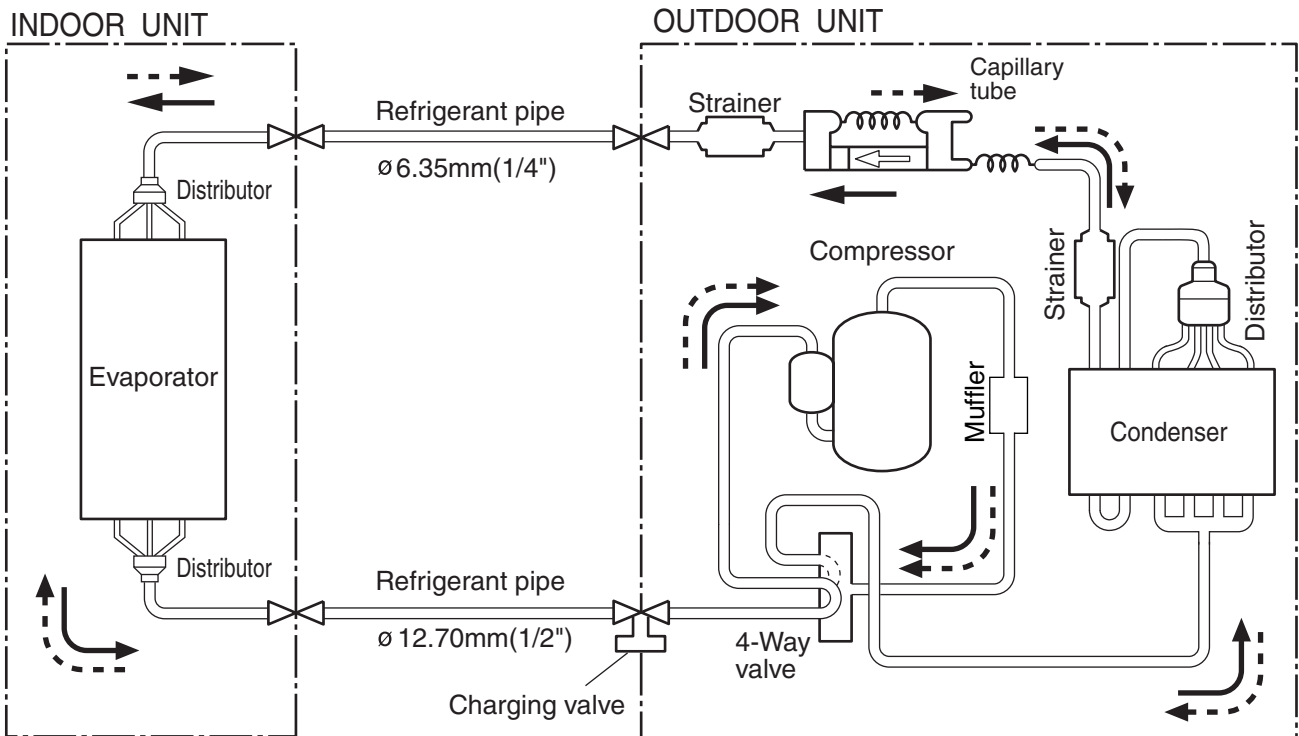 INDOOR UNIT
OUTDOOR UNIT
Refrigerant pipe
ø6.35mm(1/4")
Strainer
Capillary
tube
Distributor
Evaporator
Distributor
Refrigerant pipe
ø12.70mm(1/2")
Charging valve
Compressor
Strainer
Distributor
Muffler
Condenser
4-Way
valve